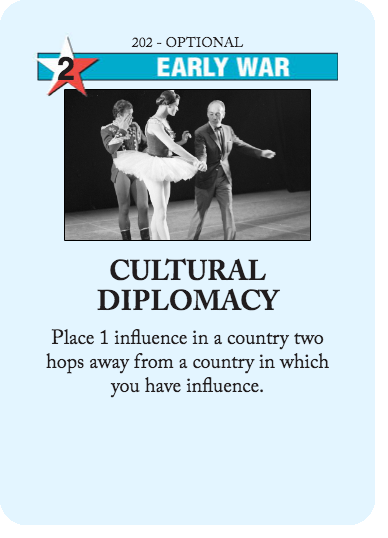 202 - OPTIONAL
2
EARLY WAR
CULTURAL
DIPLOMACY
Place 1 influence in a country two
hops away from a country in which
you have influence.